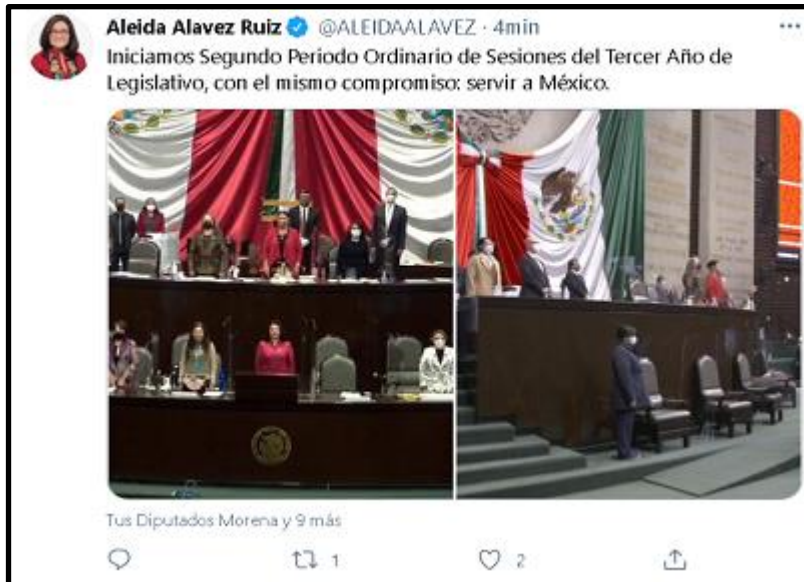 Aleida Alavez Ruiz @ALEIDAALAVEZ · 4min
Iniciamos Segundo Periodo Ordinario de Sesiones del Tercer Año de
Legislativo, con el mismo compromiso: servir a México.
Tus Diputados Morena y 9 más
1
2